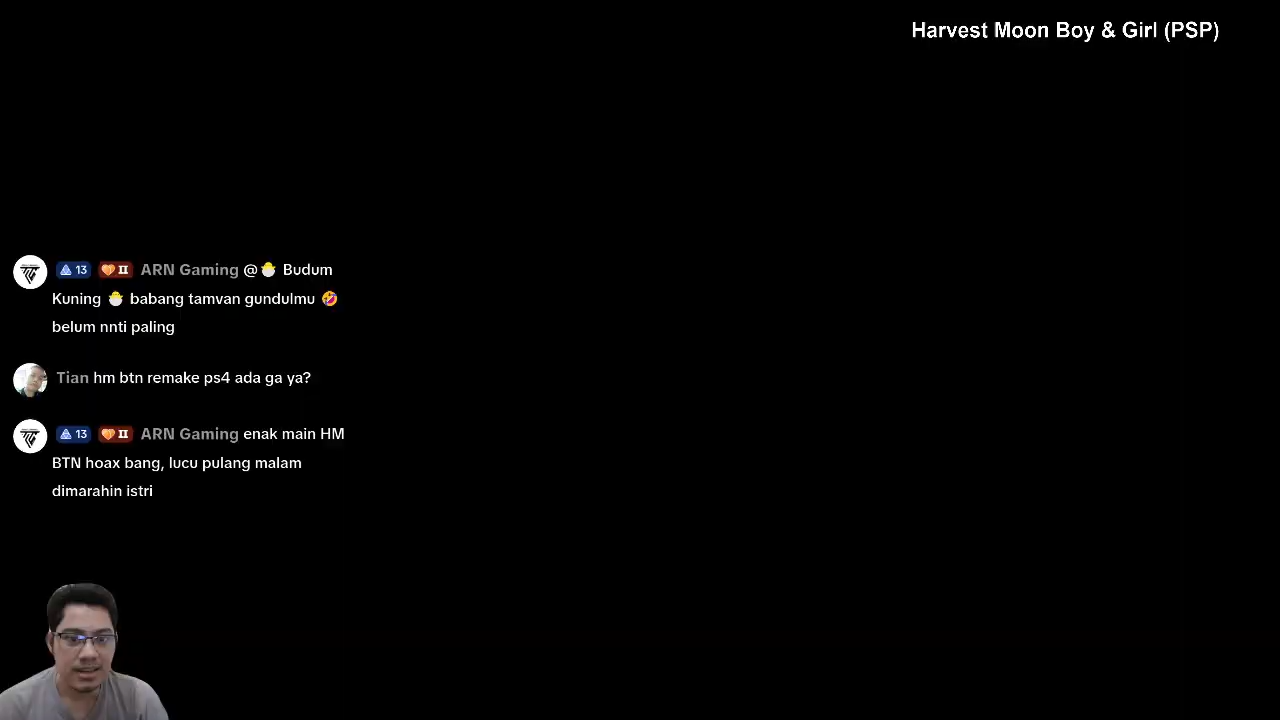 Harvest Moon Boy & Girl (PSP)
13 II ARN Gaming @🐣 Budum
Kuning 🐣 babang tamvan gundulmu 🤣
belum nnti paling
Tian hm btn remake ps4 ada ga ya?
13 II ARN Gaming enak main HM
BTN hoax bang, lucu pulang malam
dimarahin istri